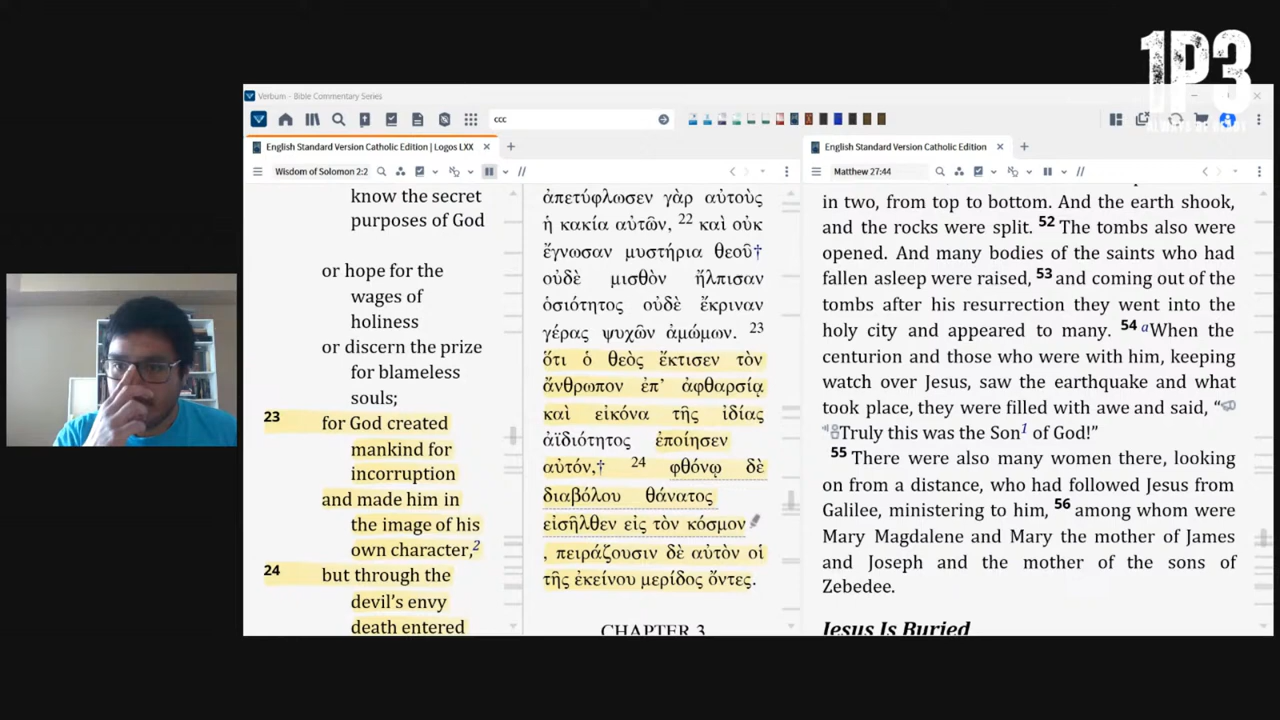 1P3
ALWAYS BE READY
Verbum - Bible Commentary Series
ccc
English Standard Version Catholic Edition | Logos LXX
Wisdom of Solomon 2:2
know the secret
purposes of God
or hope for the
wages of
holiness
or discern the prize
for blameless
souls;
23 for God created
mankind for
incorruption
and made him in
the image of his
own character,2
24 but through the
devil’s envy
death entered
ἀπετύφλωσεν γὰρ αὐτοὺς
ἡ κακία αὐτῶν, 22 καὶ οὐκ
ἔγνωσαν μυστήρια θεοῦ†
οὐδὲ μισθὸν ἤλπισαν
ὁσιότητος οὐδὲ ἔκριναν
γέρας ψυχῶν ἀμώμων. 23
ὅτι ὁ θεὸς ἔκτισεν τὸν
ἄνθρωπον ἐπʼ ἀφθαρσίᾳ
καὶ εἰκόνα τῆς ἰδίας
ἀϊδιότητος ἐποίησεν
αὐτόν,† 24 φθόνῳ δὲ
διαβόλου θάνατος
εἰσῆλθεν εἰς τὸν κόσμον
, πειράζουσιν δὲ αὐτὸν οἱ
τῆς ἐκείνου μερίδος ὄντες.
CHAPTER 3
English Standard Version Catholic Edition
Matthew 27:44
in two, from top to bottom. And the earth shook,
and the rocks were split. 52 The tombs also were
opened. And many bodies of the saints who had
fallen asleep were raised, 53 and coming out of the
tombs after his resurrection they went into the
holy city and appeared to many. 54 aWhen the
centurion and those who were with him, keeping
watch over Jesus, saw the earthquake and what
took place, they were filled with awe and said, “
Truly this was the Son1 of God!”
55 There were also many women there, looking
on from a distance, who had followed Jesus from
Galilee, ministering to him, 56 among whom were
Mary Magdalene and Mary the mother of James
and Joseph and the mother of the sons of
Zebedee.
Jesus Is Buried